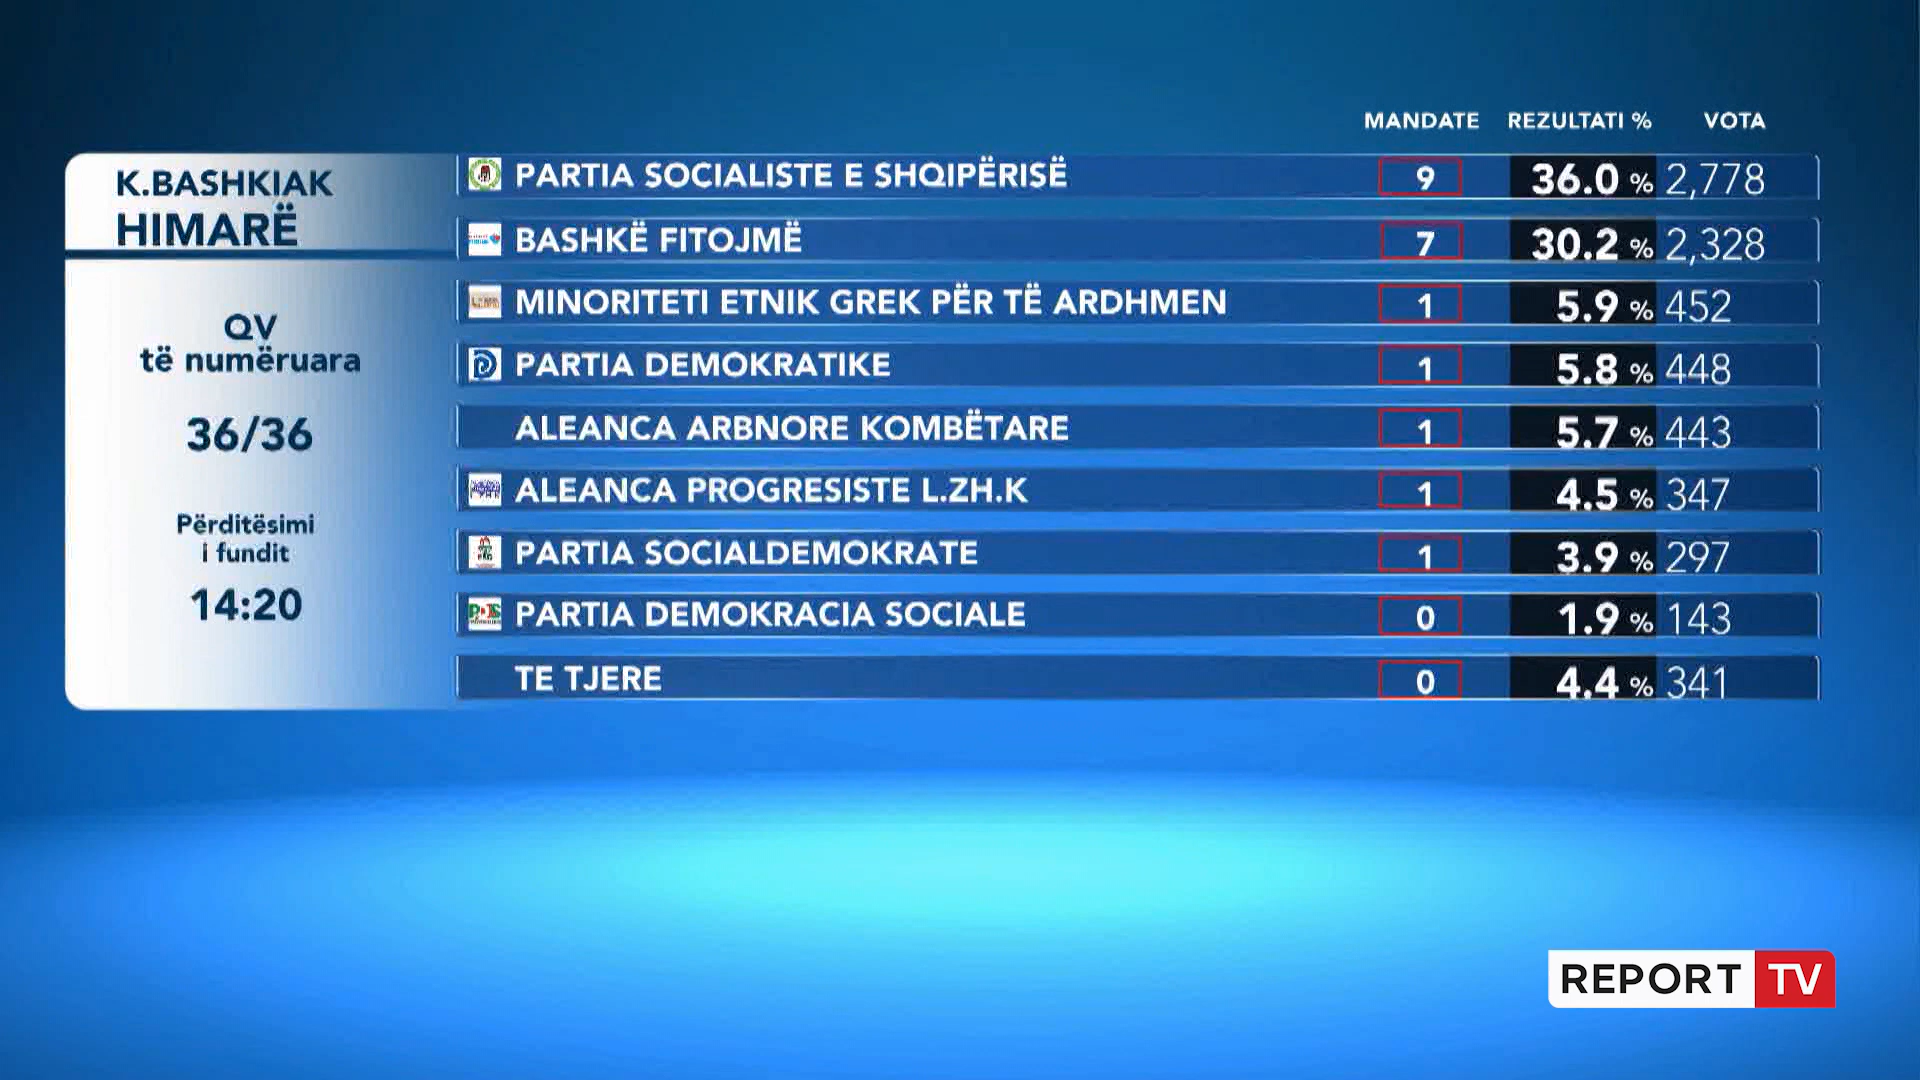 MANDATE REZULTATI % VOTA
K.BASHKIAK
HIMARË
QV
të numëruara
36/36
Përditësimi
i fundit
14:20
PARTIA SOCIALISTE E SHQIPËRISË 9 36.0 % 2,778
BASHKË FITOJMË 7 30.2 % 2,328
MINORITETI ETNIK GREK PËR TË ARDHMEN 1 5.9 % 452
PARTIA DEMOKRATIKE 1 5.8 % 448
ALEANCA ARBNORE KOMBËTARE 1 5.7 % 443
ALEANCA PROGRESISTE L.ZH.K 1 4.5 % 347
PARTIA SOCIALDEMOKRATE 1 3.9 % 297
PARTIA DEMOKRACIA SOCIALE 0 1.9 % 143
TE TJERE 0 4.4 % 341
REPORT TV